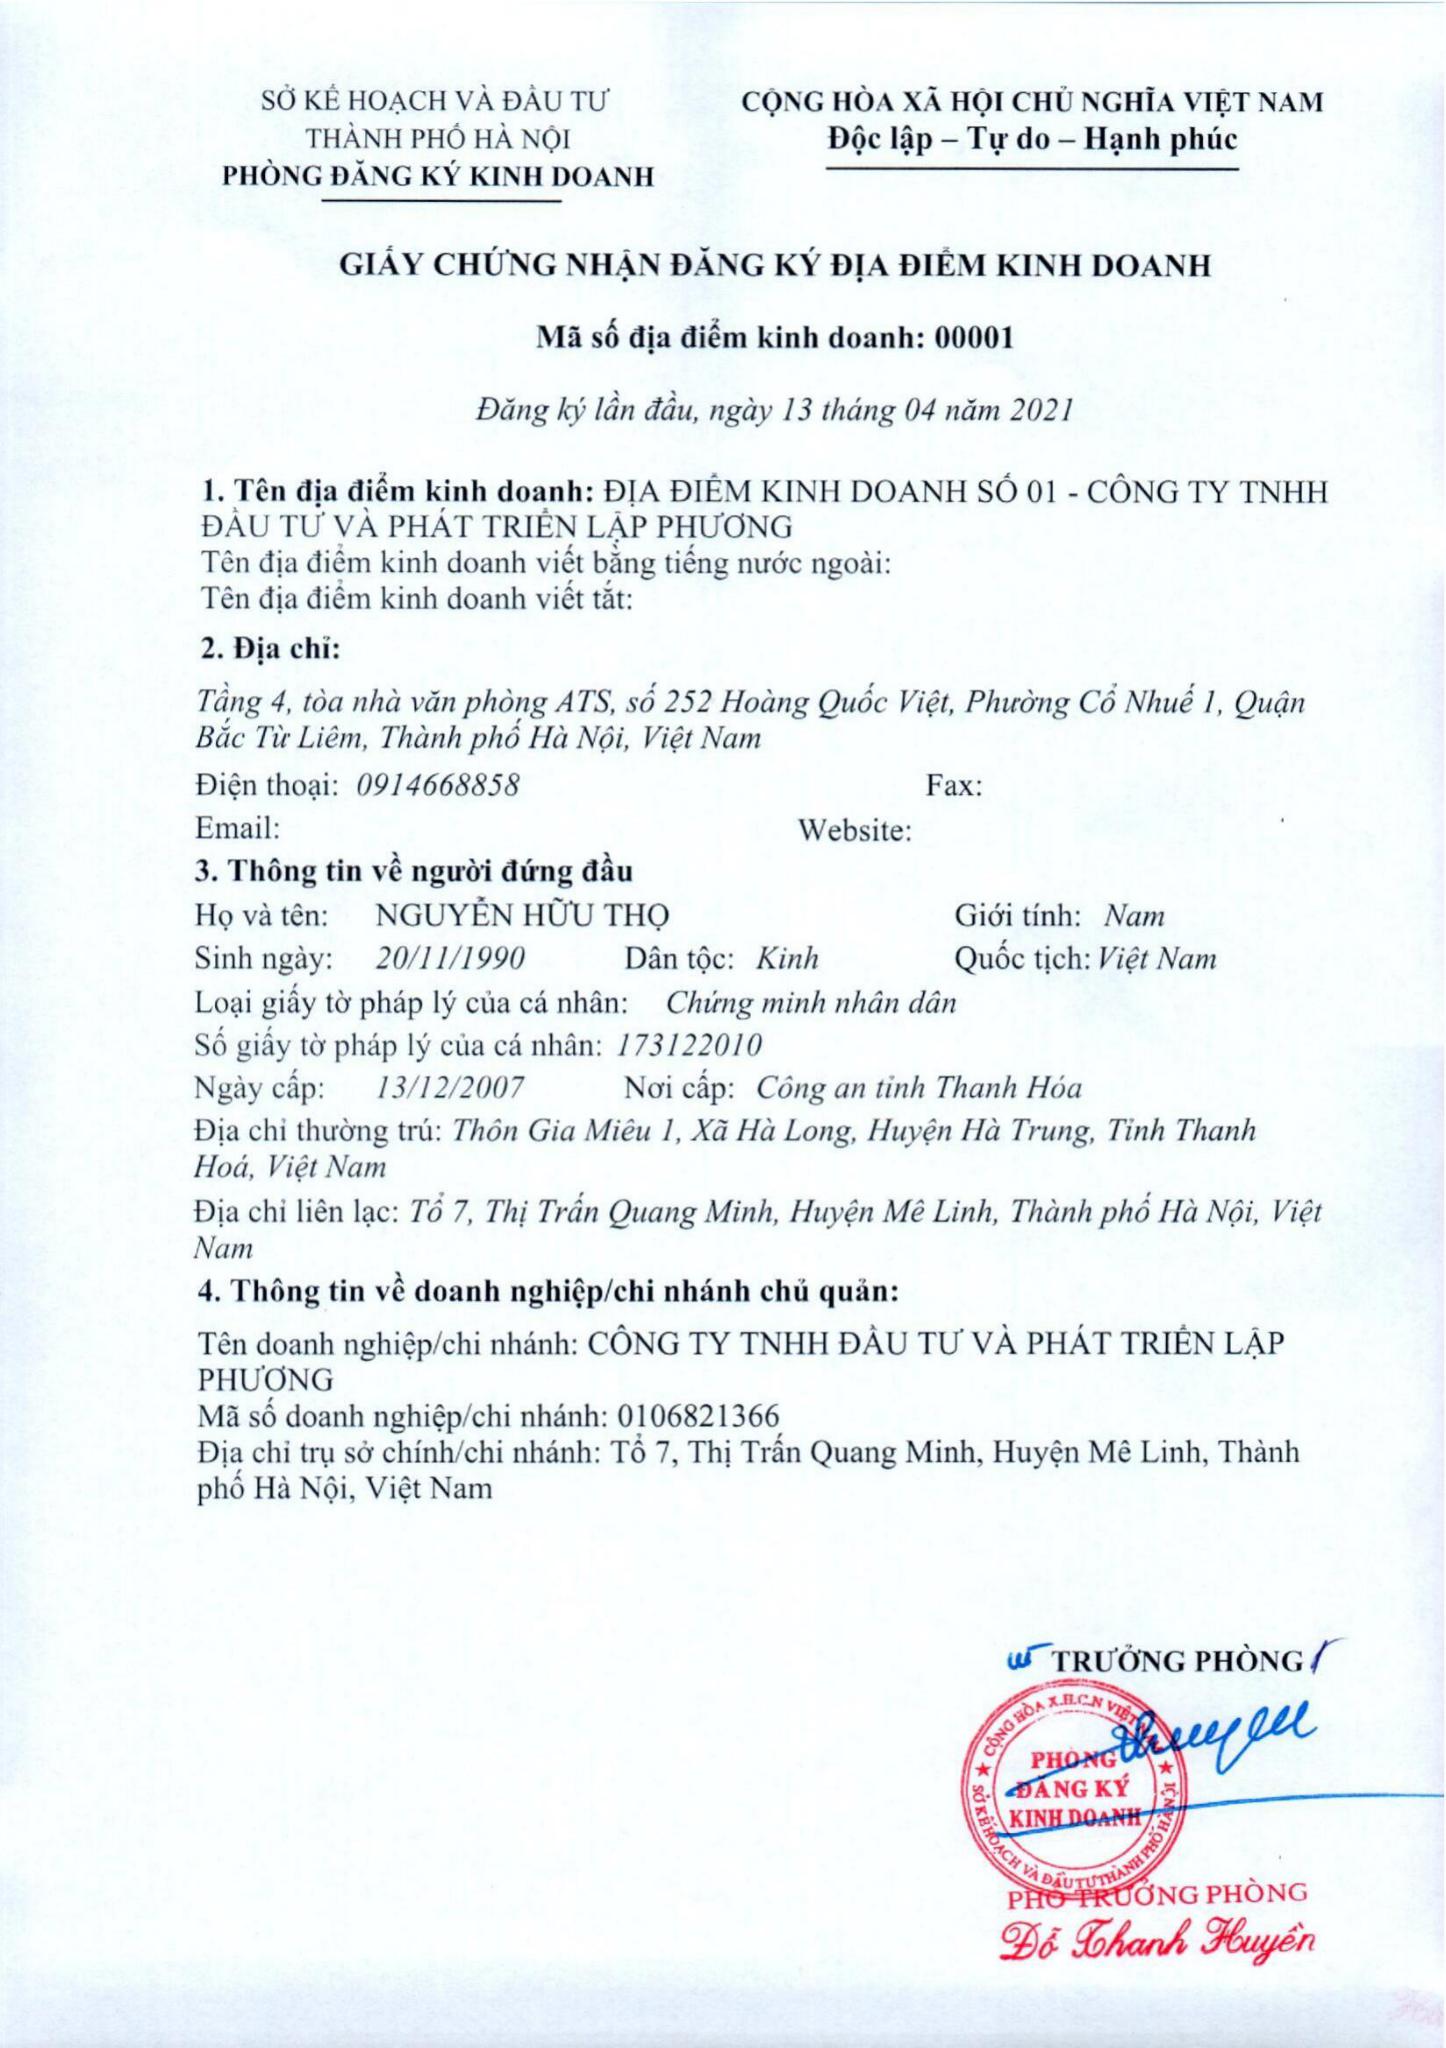 SỞ KẾ HOẠCH VÀ ĐẦU TƯ
THÀNH PHỐ HÀ NỘI
PHÒNG ĐĂNG KÝ KINH DOANH
CỘNG HÒA XÃ HỘI CHỦ NGHĨA VIỆT NAM
Độc lập – Tự do – Hạnh phúc
GIẤY CHỨNG NHẬN ĐĂNG KÝ ĐỊA ĐIỂM KINH DOANH
Mã số địa điểm kinh doanh: 00001
Đăng ký lần đầu, ngày 13 tháng 04 năm 2021
1. Tên địa điểm kinh doanh: ĐỊA ĐIỂM KINH DOANH SỐ 01 - CÔNG TY TNHH
ĐẦU TƯ VÀ PHÁT TRIỂN LẬP PHƯƠNG
Tên địa điểm kinh doanh viết bằng tiếng nước ngoài:
Tên địa điểm kinh doanh viết tắt:
2. Địa chỉ:
Tầng 4, tòa nhà văn phòng ATS, số 252 Hoàng Quốc Việt, Phường Cổ Nhuế 1, Quận
Bắc Từ Liêm, Thành phố Hà Nội, Việt Nam
Điện thoại: 0914668858 Fax:
Email: Website:
3. Thông tin về người đứng đầu
Họ và tên: NGUYỄN HỮU THỌ Giới tính: Nam
Sinh ngày: 20/11/1990 Dân tộc: Kinh Quốc tịch: Việt Nam
Loại giấy tờ pháp lý của cá nhân: Chứng minh nhân dân
Số giấy tờ pháp lý của cá nhân: 173122010
Ngày cấp: 13/12/2007 Nơi cấp: Công an tỉnh Thanh Hóa
Địa chỉ thường trú: Thôn Gia Miêu 1, Xã Hà Long, Huyện Hà Trung, Tỉnh Thanh
Hoá, Việt Nam
Địa chỉ liên lạc: Tổ 7, Thị Trấn Quang Minh, Huyện Mê Linh, Thành phố Hà Nội, Việt
Nam
4. Thông tin về doanh nghiệp/chi nhánh chủ quản:
Tên doanh nghiệp/chi nhánh: CÔNG TY TNHH ĐẦU TƯ VÀ PHÁT TRIỂN LẬP
PHƯƠNG
Mã số doanh nghiệp/chi nhánh: 0106821366
Địa chỉ trụ sở chính/chi nhánh: Tổ 7, Thị Trấn Quang Minh, Huyện Mê Linh, Thành
phố Hà Nội, Việt Nam
TRƯỞNG PHÒNG
CỘNG HÒA X.H.C.N VIỆT
PHÒNG
ĐĂNG KÝ
KINH DOANH
SỞ KẾ HOẠCH VÀ ĐẦU TƯ THÀNH PHỐ HÀ NỘI
PHÓ TRƯỞNG PHÒNG
Đỗ Thanh Huyền